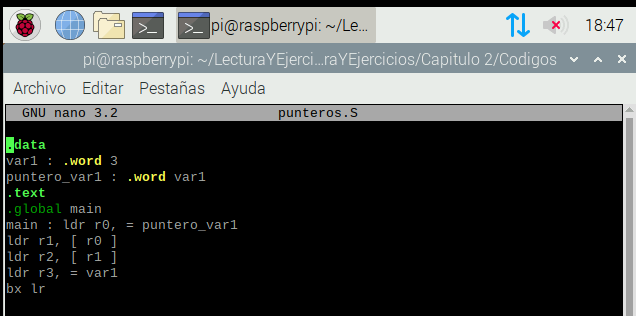 pi@raspberrypi: ~/Le...
18:47
pi@raspberrypi: ~/LecturaYEjerci...raYEjercicios/Capitulo 2/Codigos
Archivo Editar Pestañas Ayuda
GNU nano 3.2 punteros.S
.data
var1 : .word 3
puntero_var1 : .word var1
.text
.global main
main : ldr r0, = puntero_var1
ldr r1, [ r0 ]
ldr r2, [ r1 ]
ldr r3, = var1
bx lr